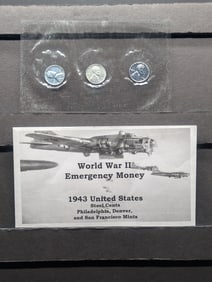 World War II
Emergency Money
1943 United States
Steel Cents
Philadelphia, Denver,
and San Francisco Mints